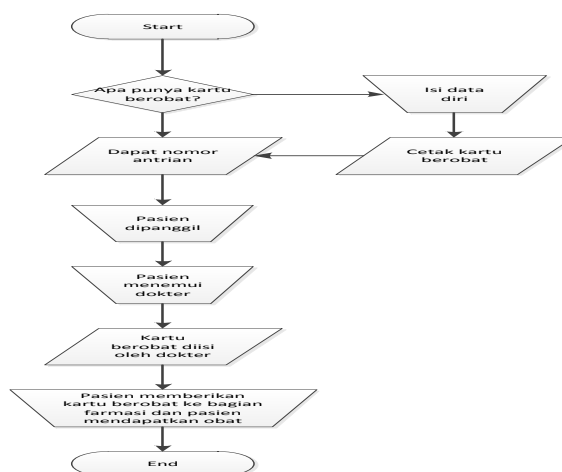 Start
Apa punya kartu
berobat?
Isi data
diri
Dapat nomor
antrian
Cetak kartu
berobat
Pasien
dipanggil
Pasien
menemui
dokter
Kartu
berobat diisi
oleh dokter
Pasien memberikan
kartu berobat ke bagian
farmasi dan pasien
mendapatkan obat
End